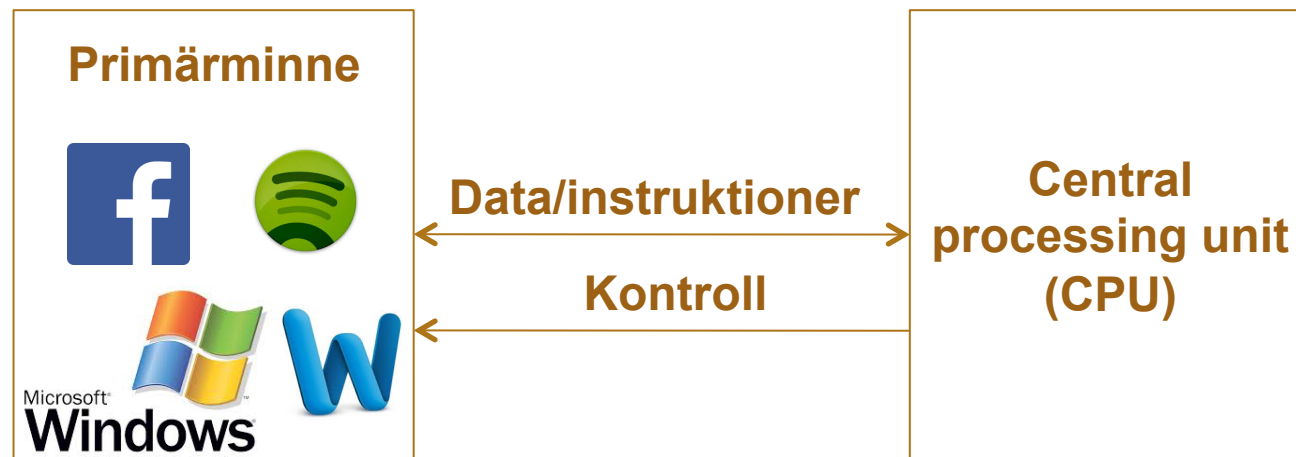 Primärminne
Data/instruktioner
Kontroll
Central
processing unit
(CPU)
f
W
Microsoft®
Windows